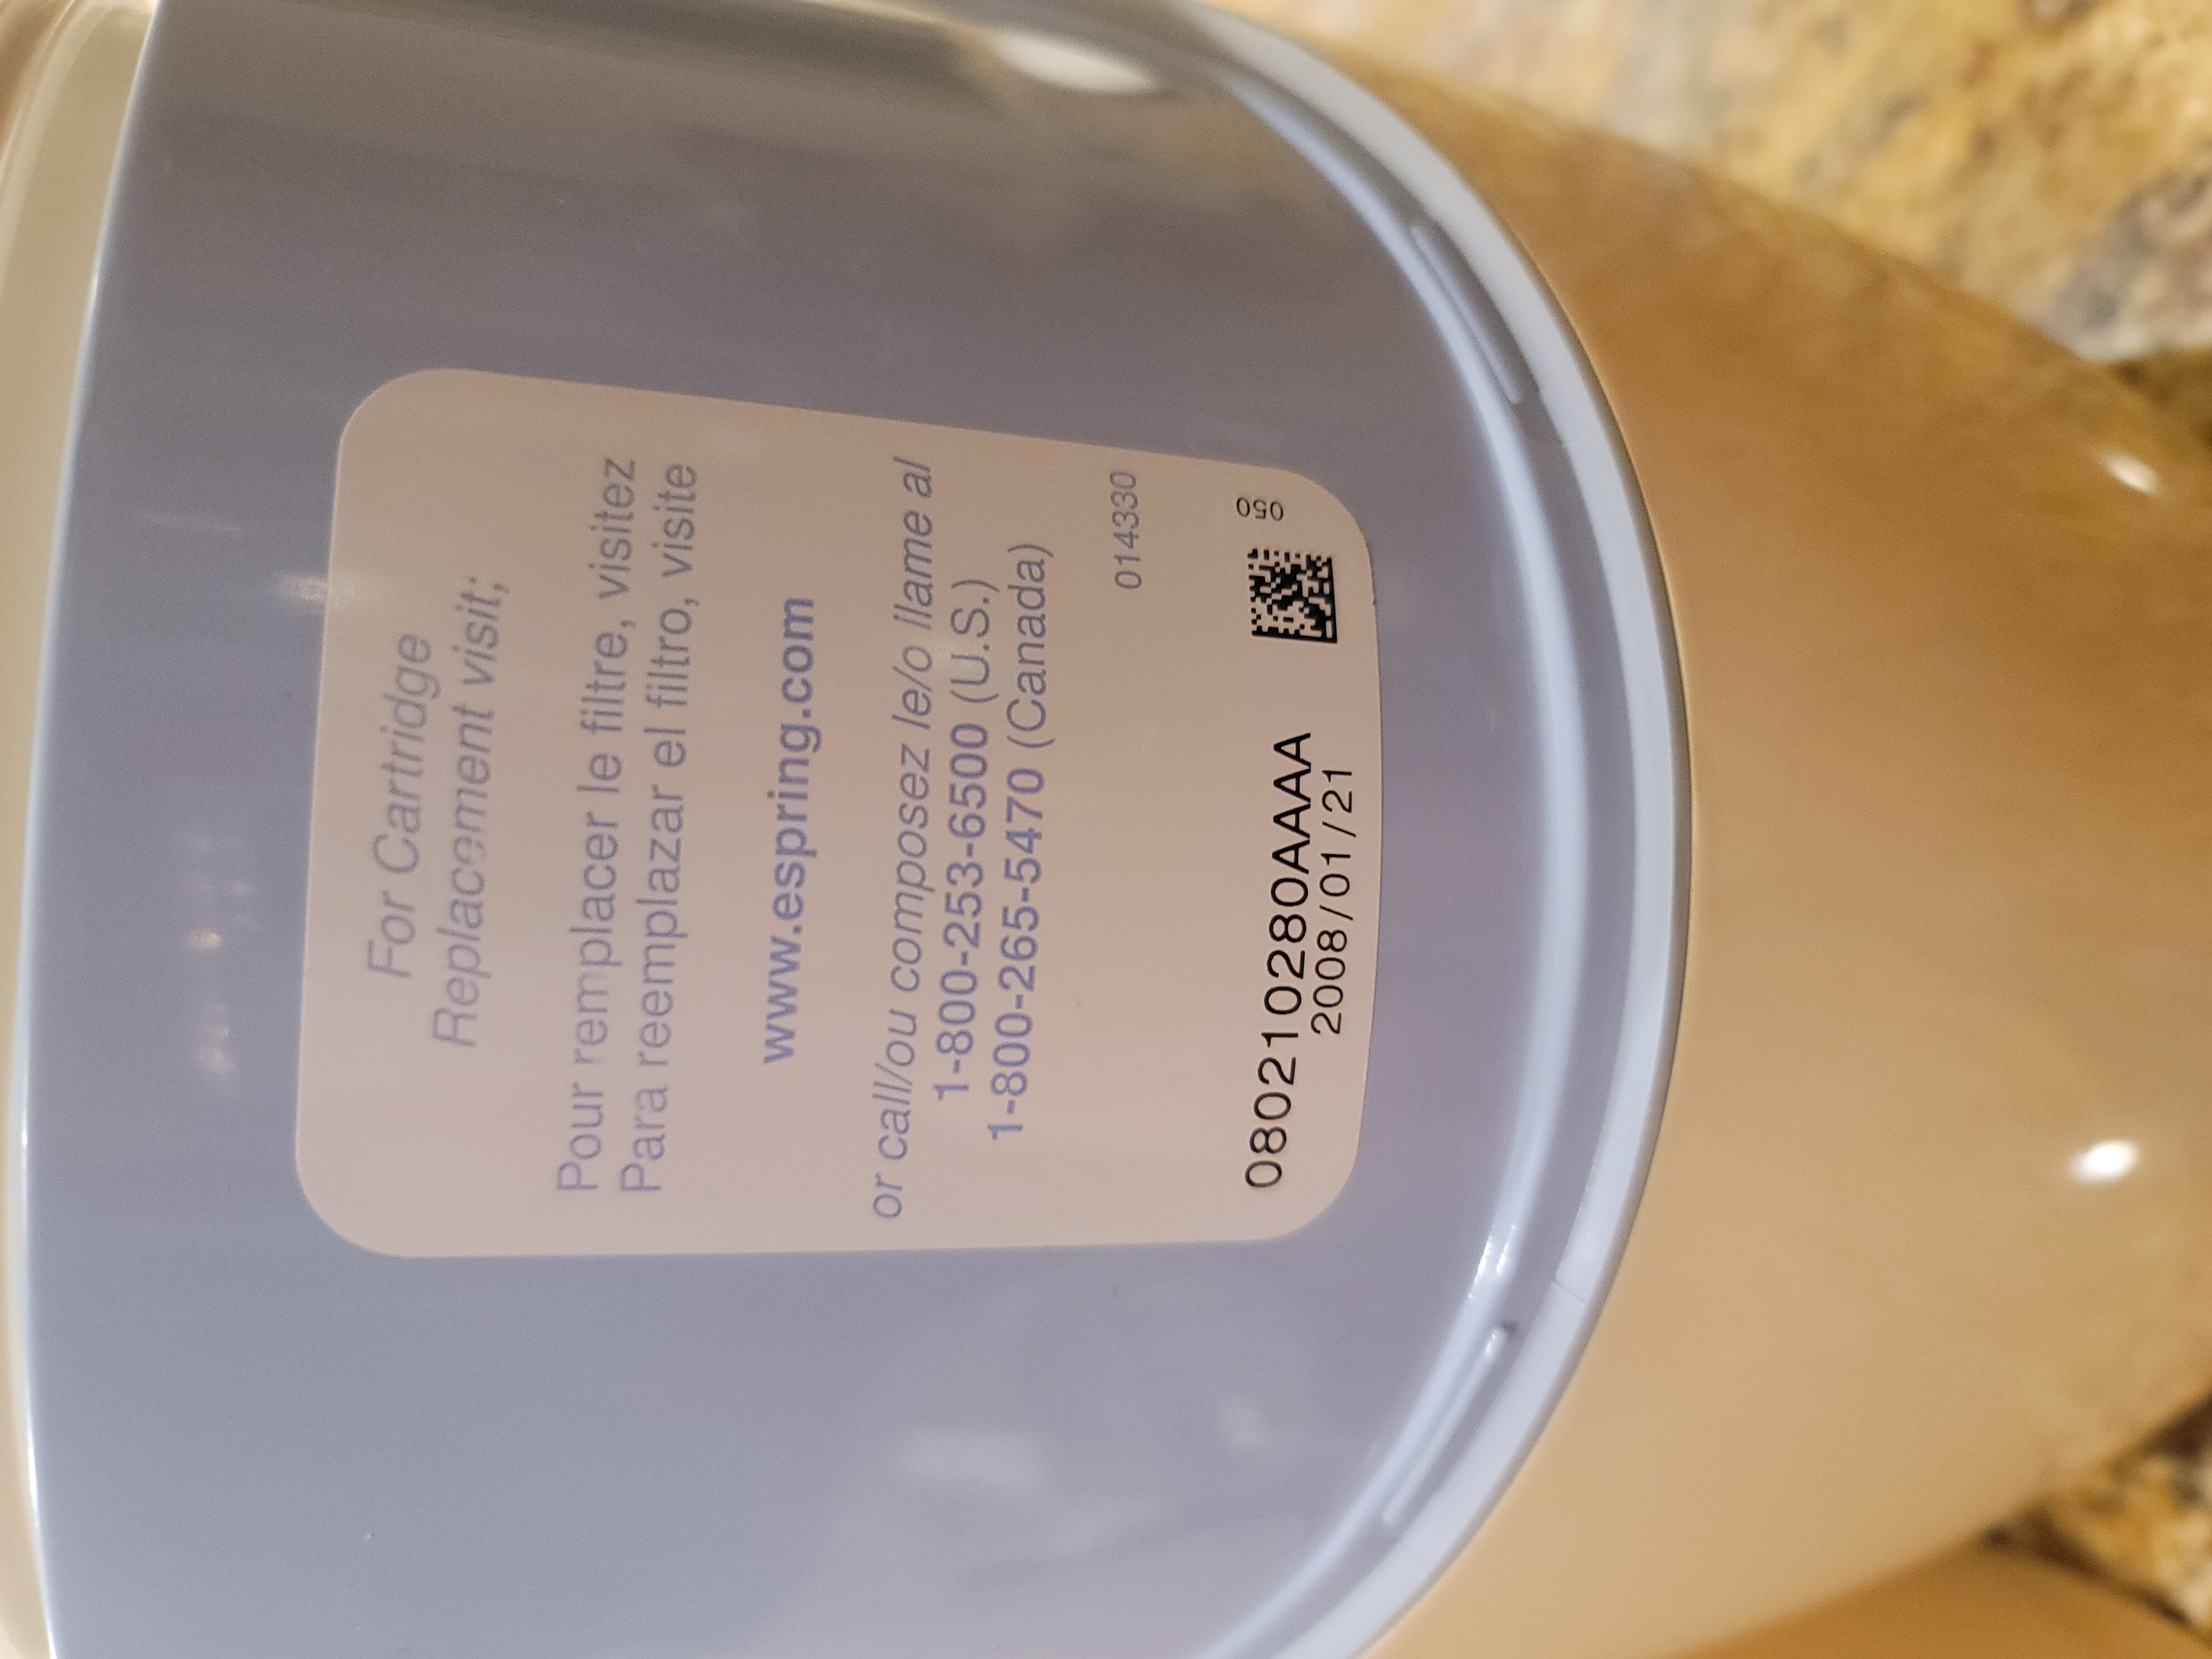 For Cartridge
Replacement visit;
Pour remplacer le filtre, visitez
Para reemplazar el filtro, visite
www.espring.com
or call/ou composez le/o llame al
1-800-253-6500 (U.S.)
1-800-265-5470 (Canada)
014330
080210280AAAA
2008/01/21
050